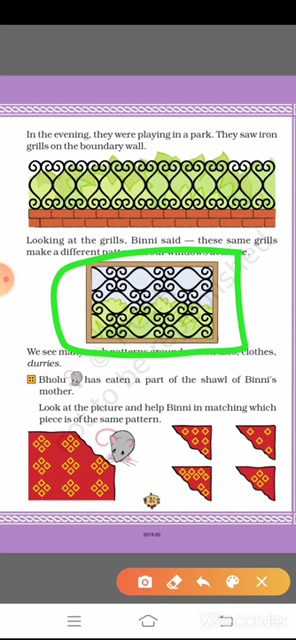 In the evening, they were playing in a park. They saw iron
grills on the boundary wall.
Looking at the grills, Binni said — these same grills
make a different
We see many clothes,
durries.
Bholu has eaten a part of the shawl of Binni's
mother.
Look at the picture and help Binni in matching which
piece is of the same pattern.
31
2019-20